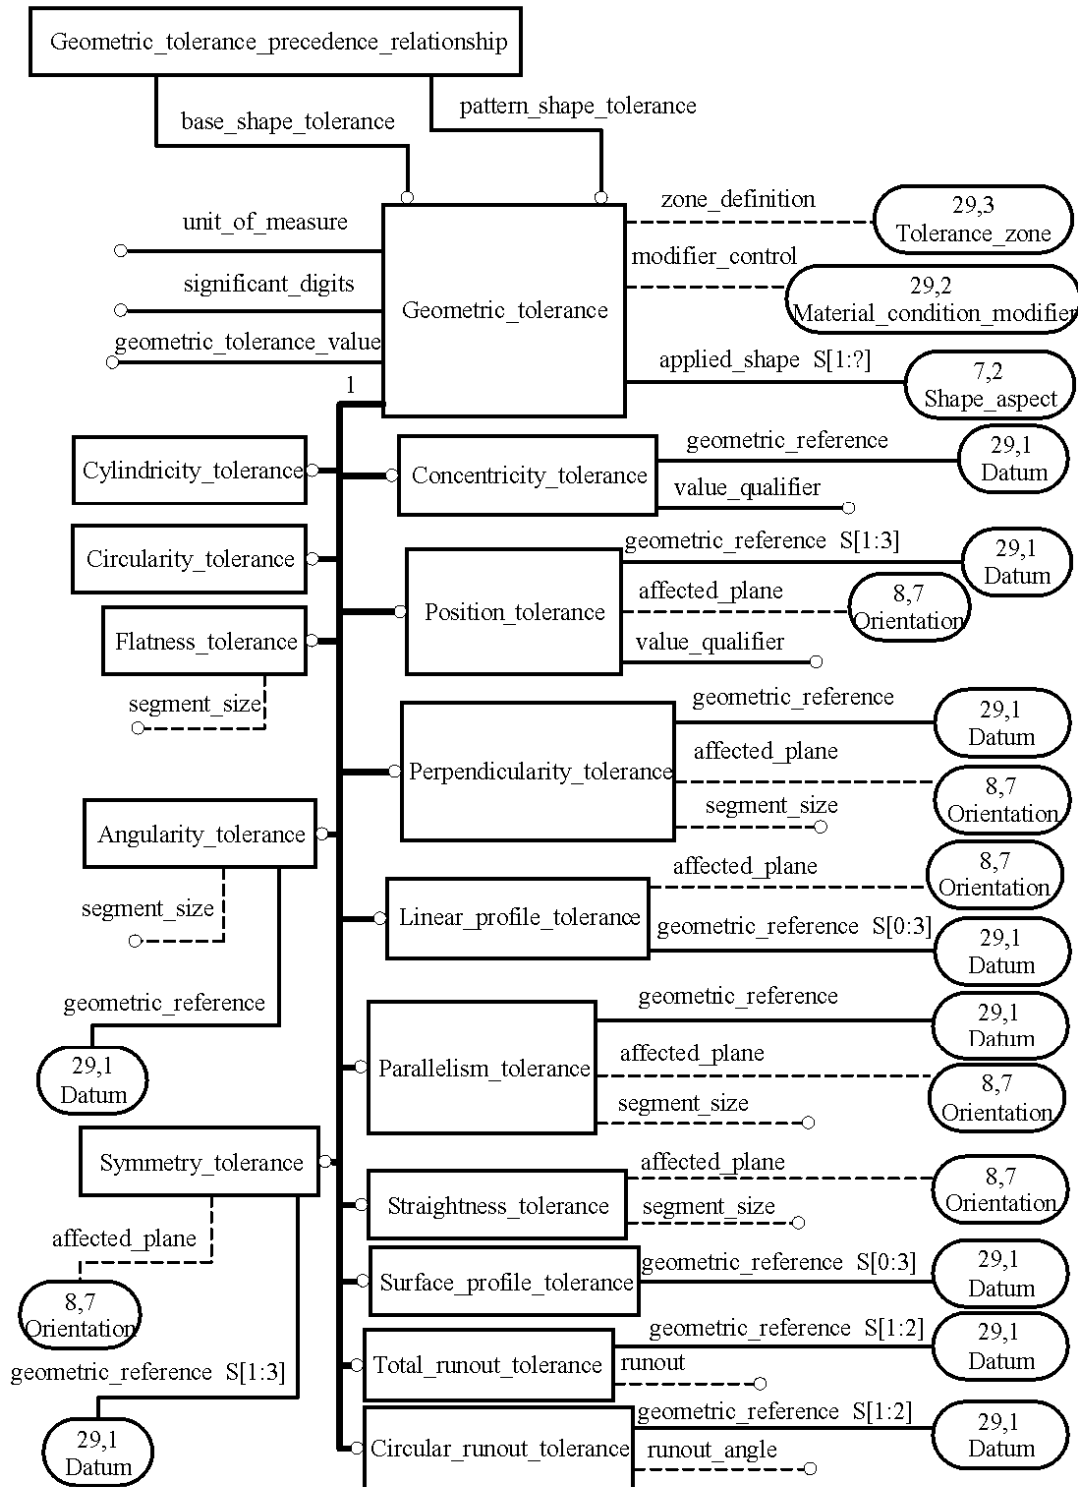 Geometric_tolerance_precedence_relationship
base_shape_tolerance
pattern_shape_tolerance
unit_of_measure
significant_digits
geometric_tolerance_value
Geometric_tolerance
zone_definition
29,3
Tolerance_zone
modifier_control
29,2
Material_condition_modifier
applied_shape S[1:?]
7,2
Shape_aspect
1
Cylindricity_tolerance
Concentricity_tolerance
geometric_reference
29,1
Datum
value_qualifier
Circularity_tolerance
Position_tolerance
geometric_reference S[1:3]
29,1
Datum
affected_plane
8,7
Orientation
value_qualifier
Flatness_tolerance
segment_size
Perpendicularity_tolerance
geometric_reference
29,1
Datum
affected_plane
8,7
Orientation
segment_size
Angularity_tolerance
segment_size
geometric_reference
29,1
Datum
Linear_profile_tolerance
affected_plane
8,7
Orientation
geometric_reference S[0:3]
29,1
Datum
Parallelism_tolerance
geometric_reference
29,1
Datum
affected_plane
8,7
Orientation
segment_size
Symmetry_tolerance
affected_plane
8,7
Orientation
geometric_reference S[1:3]
29,1
Datum
Straightness_tolerance
affected_plane
8,7
Orientation
segment_size
Surface_profile_tolerance
geometric_reference S[0:3]
29,1
Datum
Total_runout_tolerance
geometric_reference S[1:2]
29,1
Datum
runout
Circular_runout_tolerance
geometric_reference S[1:2]
29,1
Datum
runout_angle